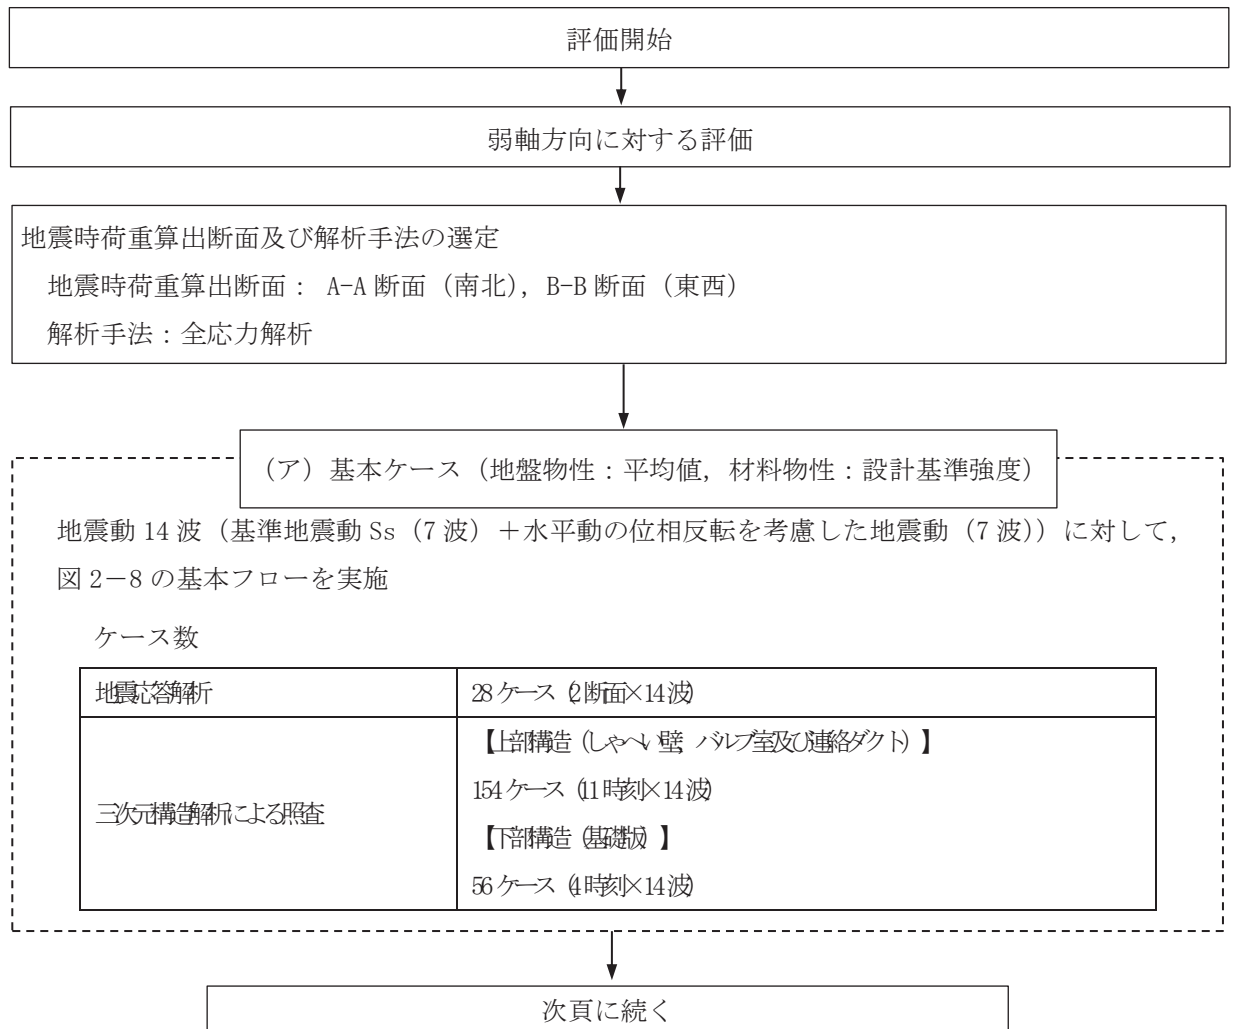 評価開始
弱軸方向に対する評価
地震時荷重算出断面及び解析手法の選定
地震時荷重算出断面: A-A 断面(南北), B-B 断面(東西)
解析手法:全応力解析
(ア)基本ケース(地盤物性:平均値,材料物性:設計基準強度)
地震動 14 波(基準地震動 Ss(7 波)+水平動の位相反転を考慮した地震動(7 波))に対して,
図 2-8 の基本フローを実施
ケース数
地震応答解析
28 ケース(2 断面×14 波)
三次元構造解析による照査
【上部構造(しゃへい壁,バルブ室及び連絡ダクト)】
154 ケース(11 時刻×14 波)
【下部構造(基礎版)】
56 ケース(4 時刻×14 波)
次頁に続く